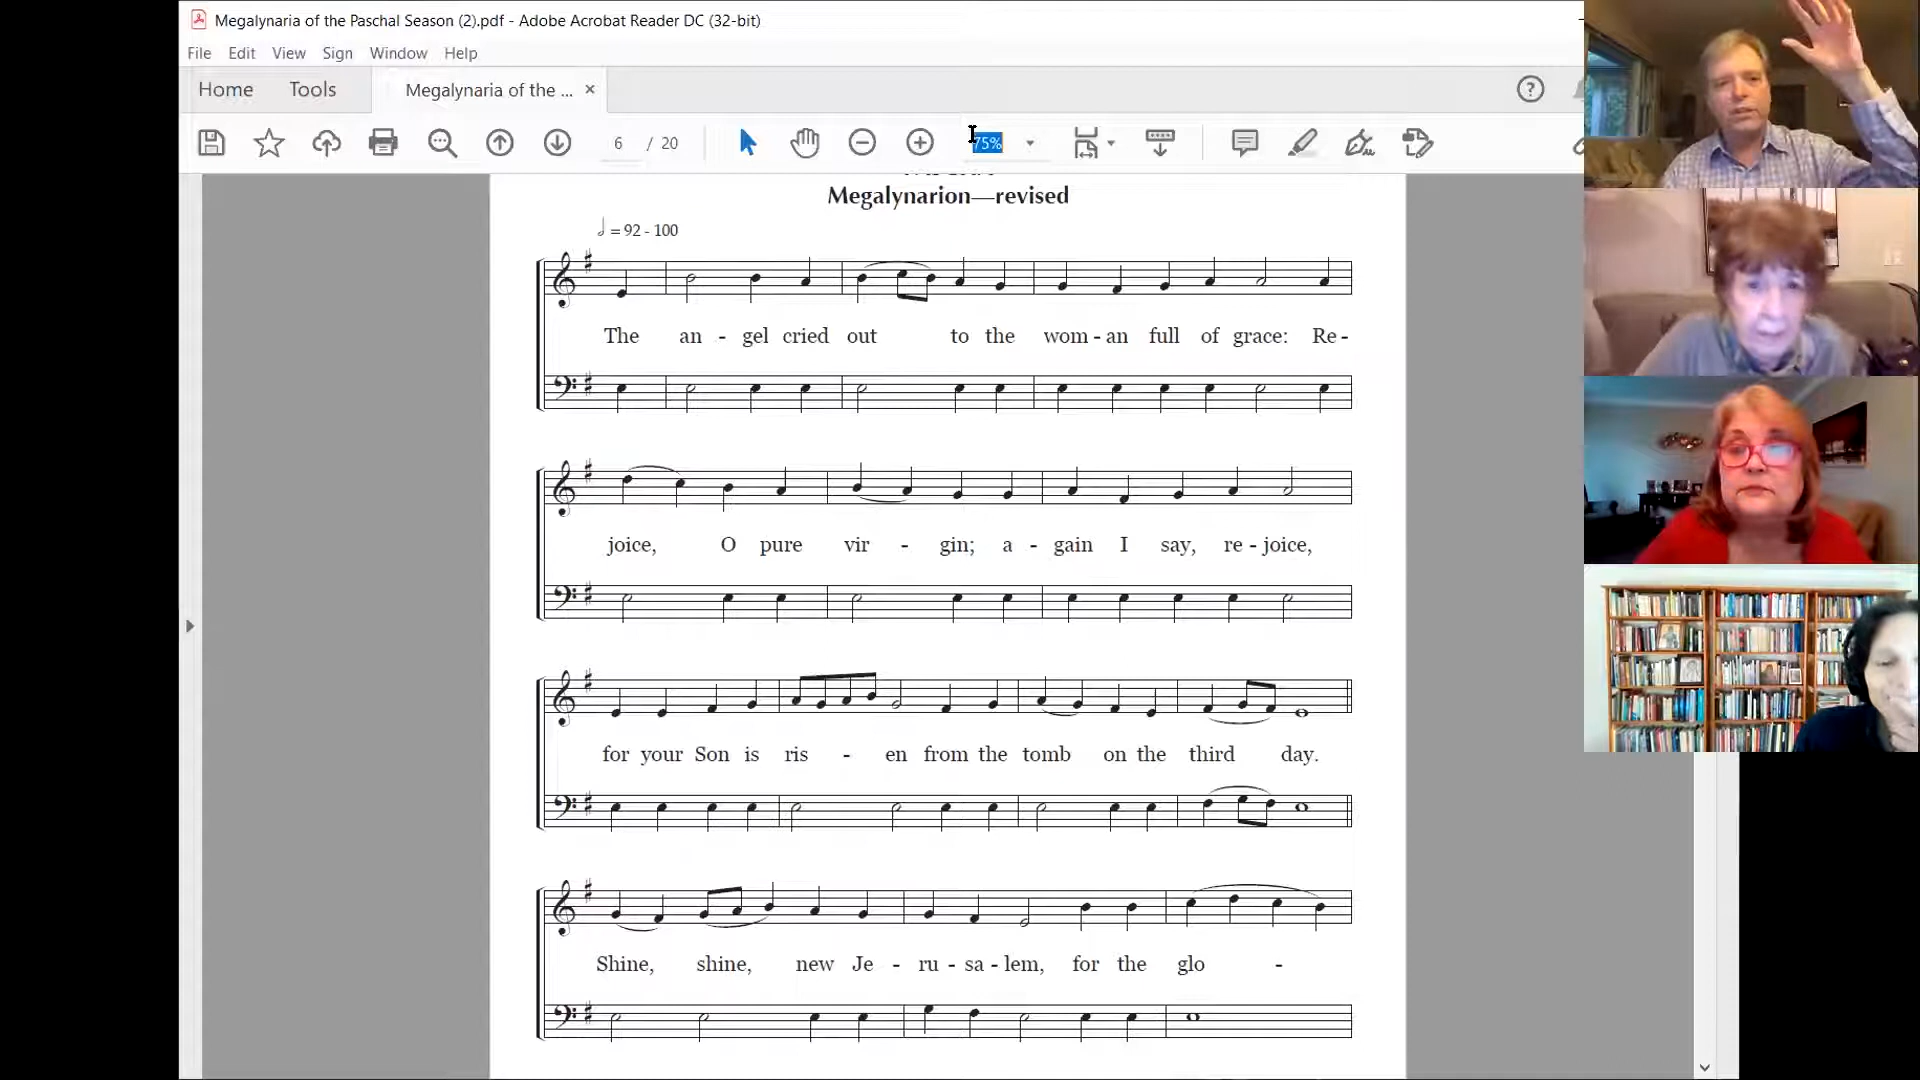 Megalynaria of the Paschal Season (2).pdf - Adobe Acrobat Reader DC (32-bit)
File Edit View Sign Window Help
Home Tools Megalynaria of the ... ×
6 / 20 75%
Megalynarion—revised
= 92 - 100
The an - gel cried out to the wom - an full of grace: Re -
joice, O pure vir - gin; a - gain I say, re - joice,
for your Son is ris - en from the tomb on the third day.
Shine, shine, new Je - ru - sa - lem, for the glo -